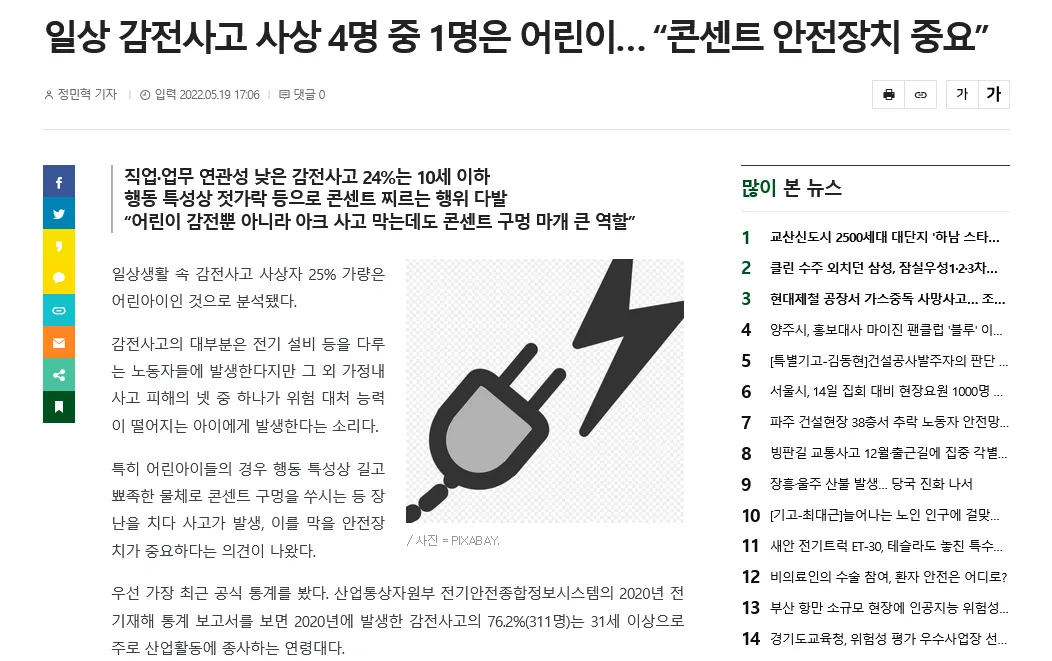 일상 감전사고 사상 4명 중 1명은 어린이... “콘센트 안전장치 중요”
정민혁 기자
입력 2022.05.19 17:06
댓글 0
가
가
직업·업무 연관성 낮은 감전사고 24%는 10세 이하
행동 특성상 젓가락 등으로 콘센트 찌르는 행위 다발
“어린이 감전뿐 아니라 아크 사고 막는데도 콘센트 구멍 마개 큰 역할”
일상생활 속 감전사고 사상자 25% 가량은
어린아이인 것으로 분석됐다.
감전사고의 대부분은 전기 설비 등을 다루
는 노동자들에 발생한다지만 그 외 가정내
사고 피해의 넷 중 하나가 위험 대처 능력
이 떨어지는 아이에게 발생한다는 소리다.
특히 어린아이들의 경우 행동 특성상 길고
뾰족한 물체로 콘센트 구멍을 쑤시는 등 장
난을 치다 사고가 발생, 이를 막을 안전장
치가 중요하다는 의견이 나왔다.
/ 사진 = PIXABAY.
우선 가장 최근 공식 통계를 봤다. 산업통상자원부 전기안전종합정보시스템의 2020년 전
기재해 통계 보고서를 보면 2020년에 발생한 감전사고의 76.2%(311명)는 31세 이상으로
주로 산업활동에 종사하는 연령대다.
많이 본 뉴스
1 교산신도시 2500세대 대단지 '하남 스타...
2 클린 수주 외치던 삼성, 잠실우성1·2·3차...
3 현대제철 공장서 가스중독 사망사고... 조...
4 양주시, 홍보대사 마이진 팬클럽 '블루' 이...
5 [특별기고-김동현]건설공사발주자의 판단 ...
6 서울시, 14일 집회 대비 현장요원 1000명 ...
7 파주 건설현장 38층서 추락 노동자 안전망...
8 빙판길 교통사고 12월·출근길에 집중 각별...
9 장흥·울주 산불 발생... 당국 진화 나서
10 [기고-최대근]늘어나는 노인 인구에 걸맞...
11 새안 전기트럭 ET-30, 테슬라도 놓친 특수...
12 비의료인의 수술 참여, 환자 안전은 어디로?
13 부산 항만 소규모 현장에 인공지능 위험성...
14 경기도교육청, 위험성 평가 우수사업장 선...